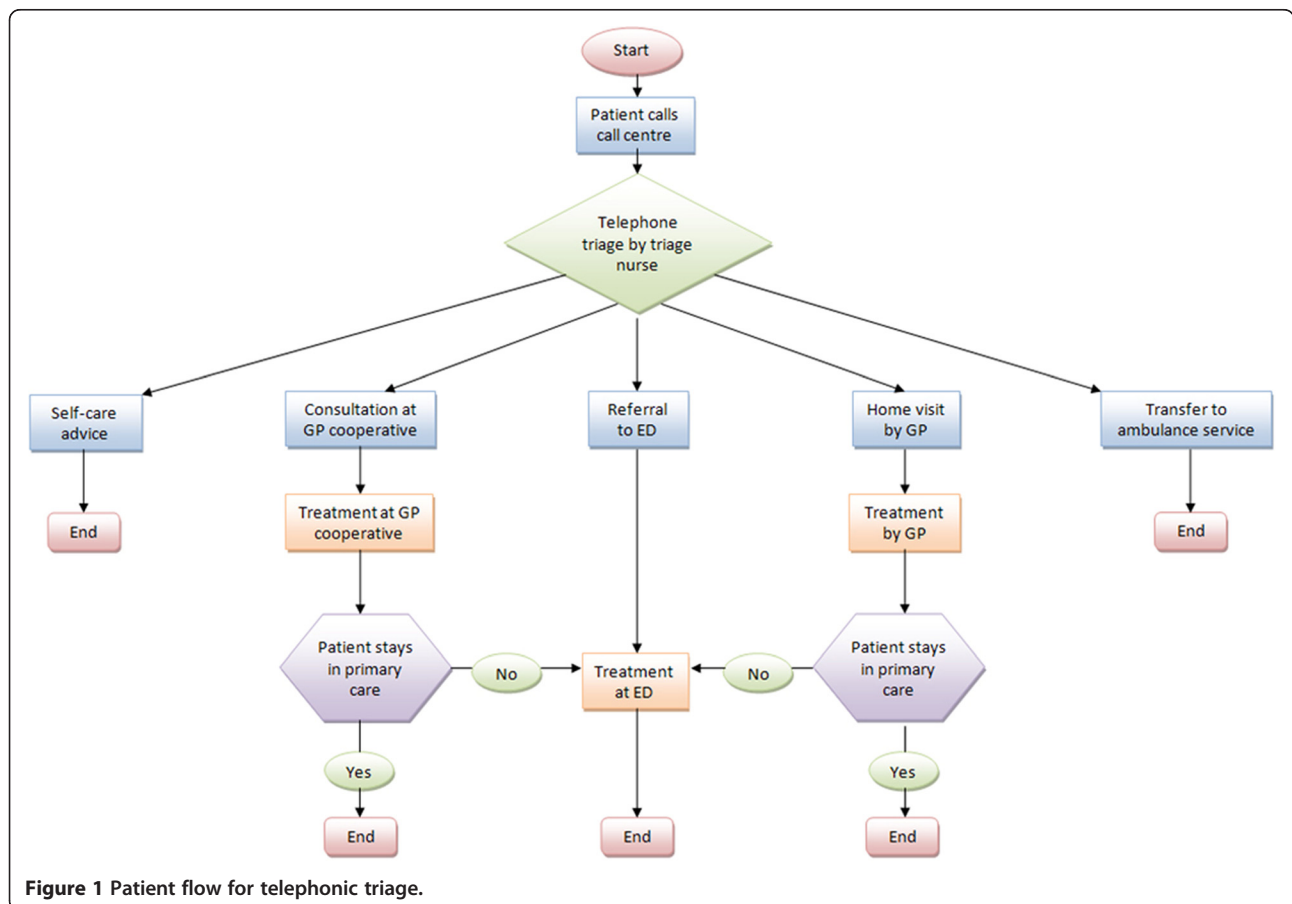 Start
Patient calls
call centre
Telephone
triage by triage
nurse
Self-care
advice
Consultation at
GP cooperative
Referral
to ED
Home visit
by GP
Transfer to
ambulance service
End
Treatment at GP
cooperative
Treatment
by GP
End
Patient stays
in primary
care
No
Treatment
at ED
No
Patient stays
in primary
care
Yes
Yes
End
End
End
Figure 1 Patient flow for telephonic triage.